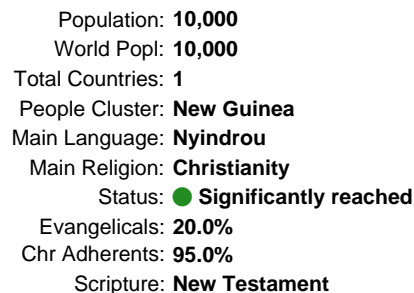 Population: 10,000
World Popl: 10,000
Total Countries: 1
People Cluster: New Guinea
Main Language: Nyindrou
Main Religion: Christianity
Status: Significantly reached
Evangelicals: 20.0%
Chr Adherents: 95.0%
Scripture: New Testament